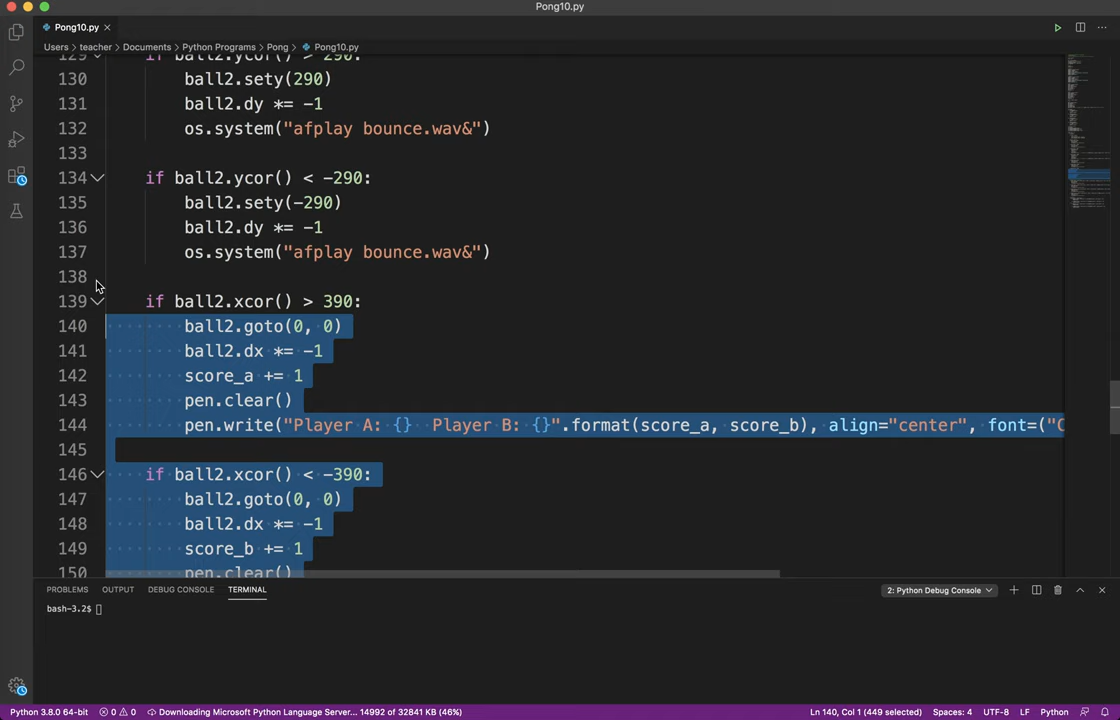 Pong10.py
Pong10.py
Users > teacher > Documents > Python Programs > Pong > Pong10.py
129 if ball2.ycor() > 290:
130 ball2.sety(290)
131 ball2.dy *= -1
132 os.system("afplay bounce.wav&")
133
134 if ball2.ycor() < -290:
135 ball2.sety(-290)
136 ball2.dy *= -1
137 os.system("afplay bounce.wav&")
138
139 if ball2.xcor() > 390:
140 ball2.goto(0, 0)
141 ball2.dx *= -1
142 score_a += 1
143 pen.clear()
144 pen.write("Player A: {}  Player B: {}".format(score_a, score_b), align="center", font=("C
145
146 if ball2.xcor() < -390:
147 ball2.goto(0, 0)
148 ball2.dx *= -1
149 score_b += 1
150 pen.clear()
PROBLEMS OUTPUT DEBUG CONSOLE TERMINAL 2: Python Debug Console
bash-3.2$
Python 3.8.0 64-bit 0 0 Downloading Microsoft Python Language Server... 14992 of 32841 KB (46%) Ln 140, Col 1 (449 selected) Spaces: 4 UTF-8 LF Python